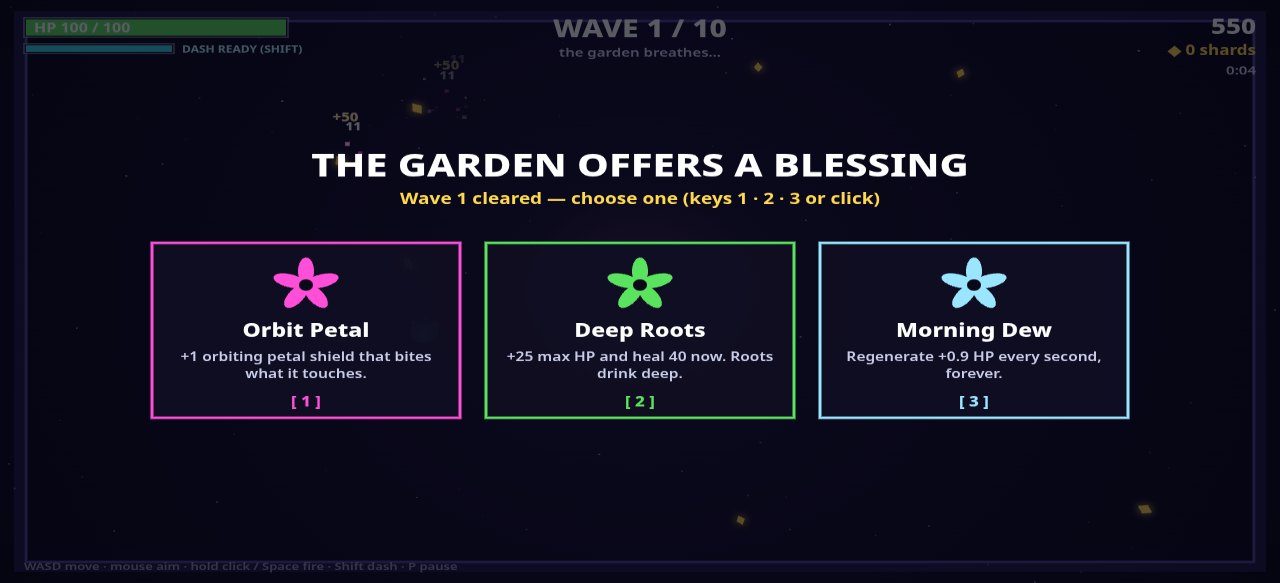 HP 100 / 100
DASH READY (SHIFT)
WAVE 1 / 10
the garden breathes...
550
0 shards
0:04
+50
11
11
+50
11
THE GARDEN OFFERS A BLESSING
Wave 1 cleared — choose one (keys 1 · 2 · 3 or click)
Orbit Petal
+1 orbiting petal shield that bites
what it touches.
[ 1 ]
Deep Roots
+25 max HP and heal 40 now. Roots
drink deep.
[ 2 ]
Morning Dew
Regenerate +0.9 HP every second,
forever.
[ 3 ]
WASD move · mouse aim · hold click / Space fire · Shift dash · P pause